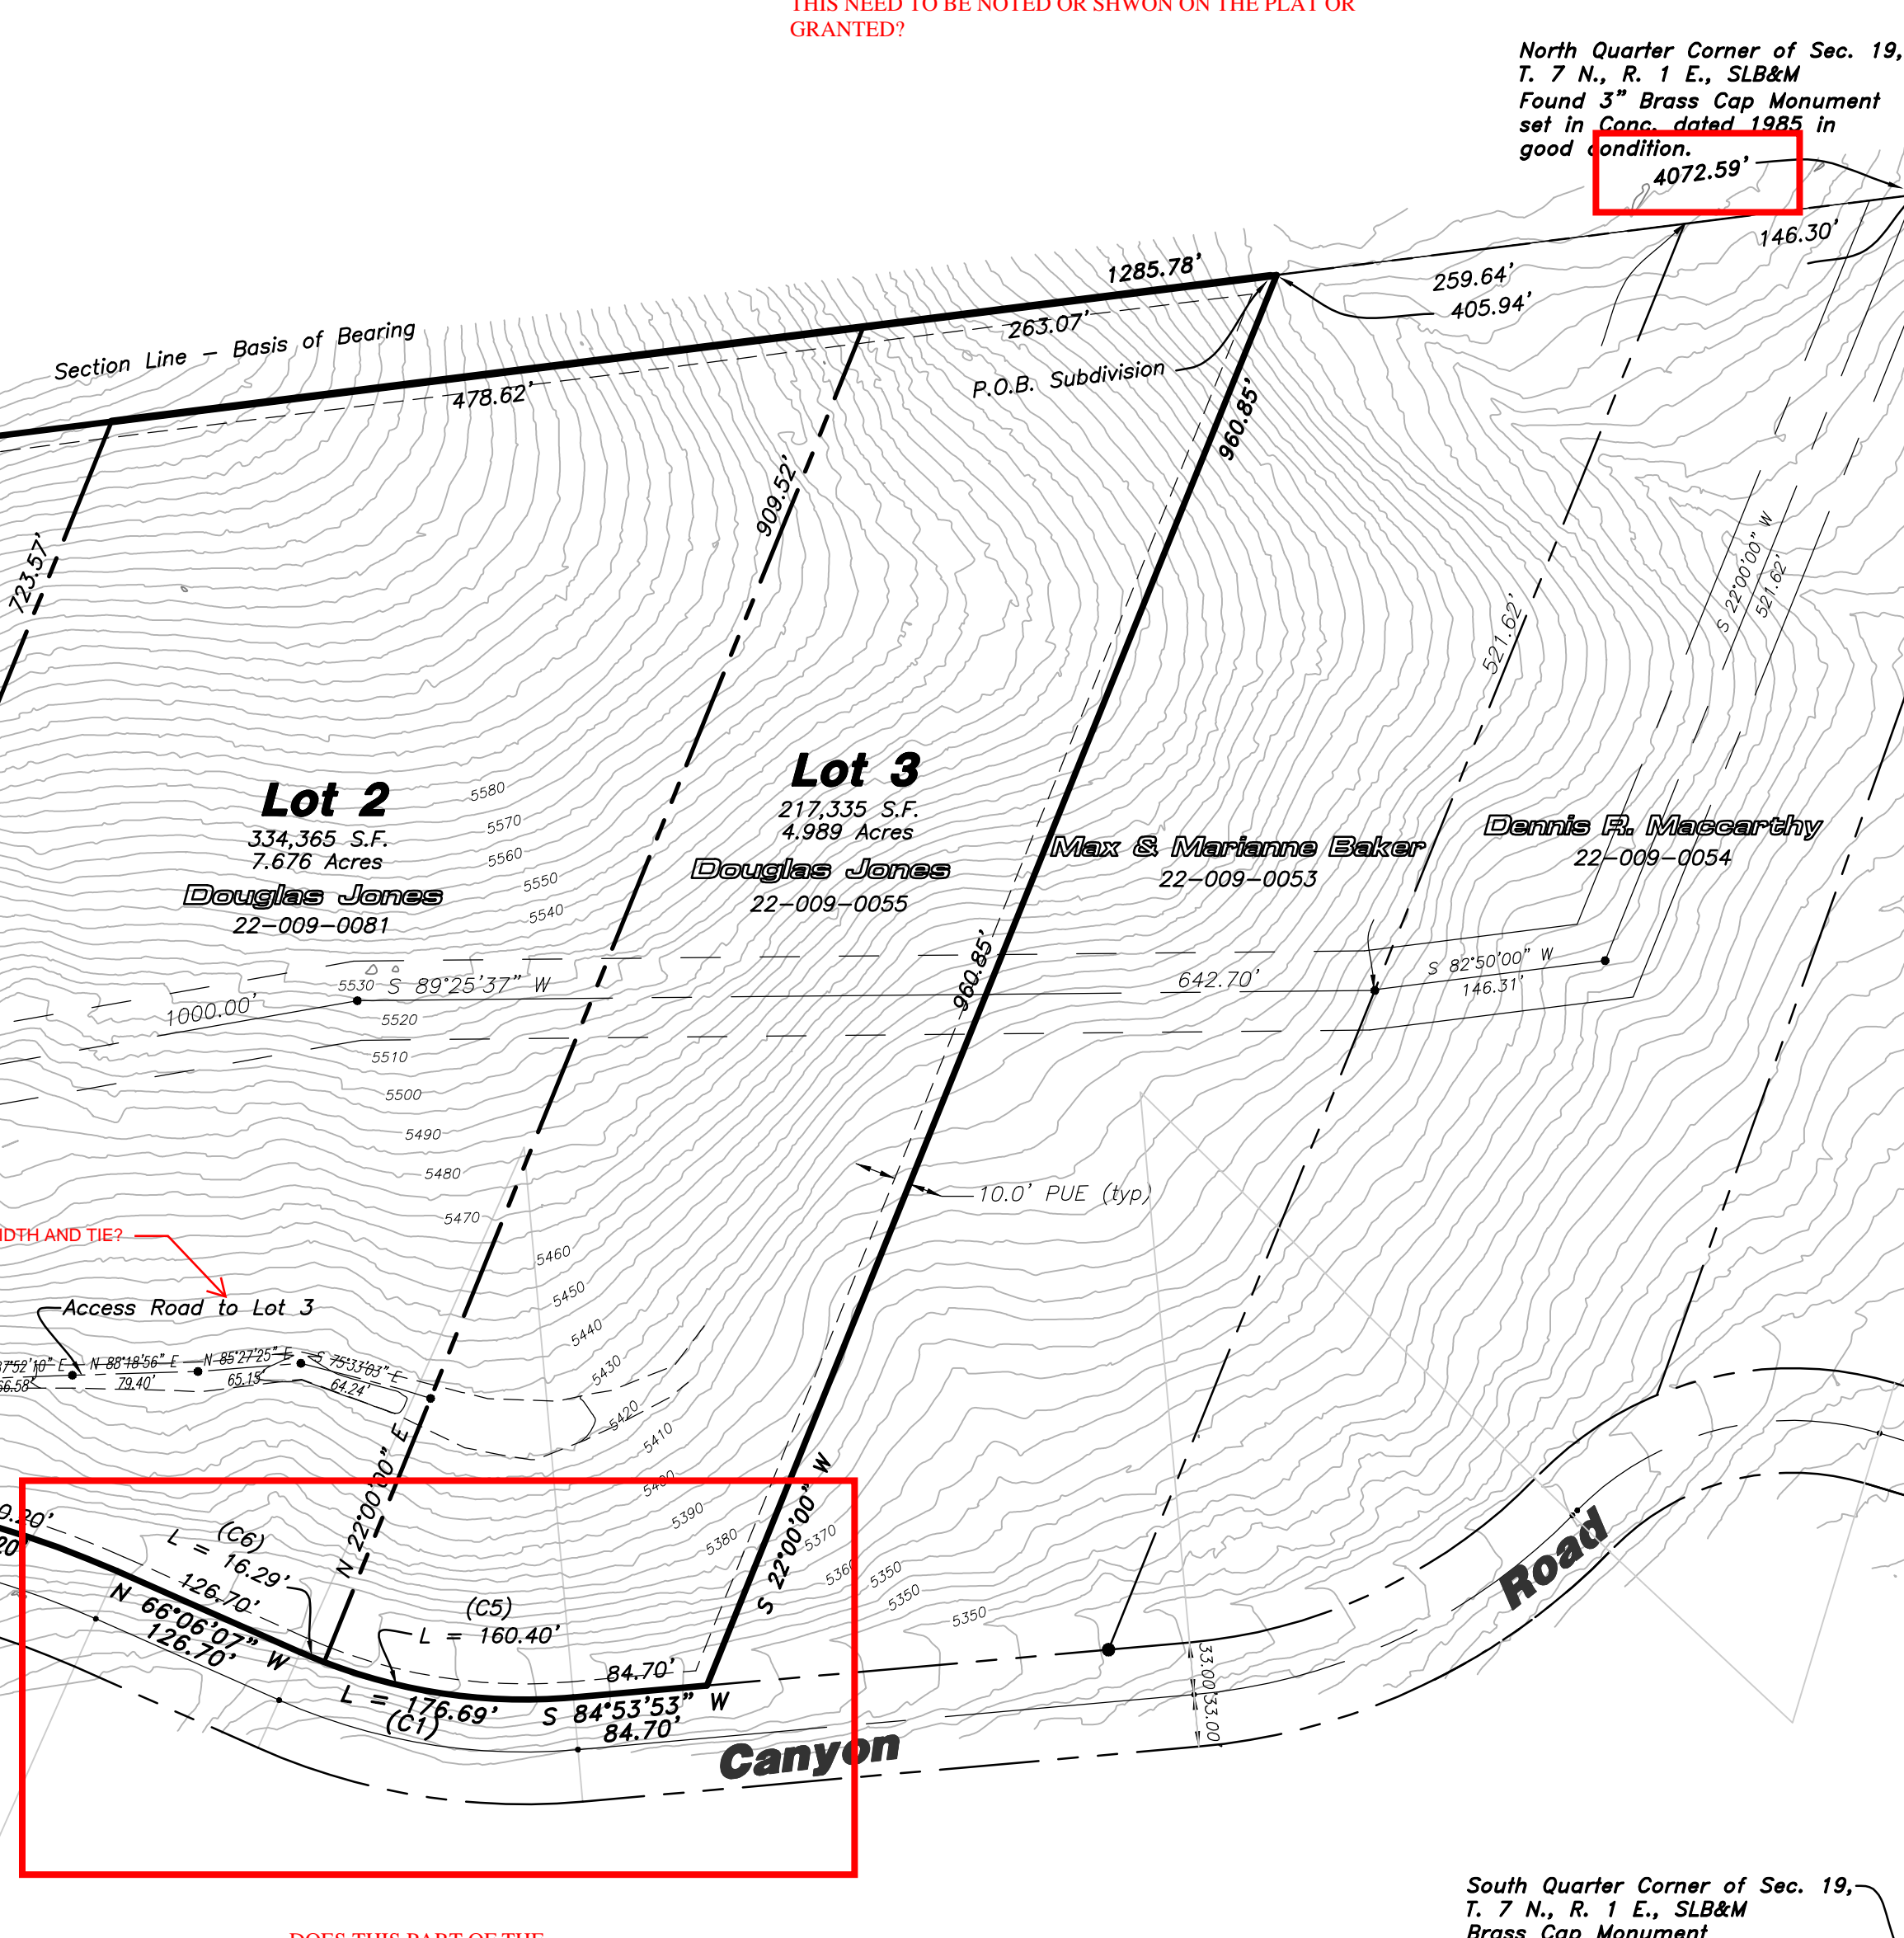 THIS NEED TO BE NOTED OR SHWON ON THE PLAT OR
GRANTED?
North Quarter Corner of Sec. 19,
T. 7 N., R. 1 E., SLB&M
Found 3" Brass Cap Monument
set in Conc. dated 1985 in
good condition.
4072.59'
146.30'
1285.78'
259.64'
405.94'
263.07'
Section Line - Basis of Bearing
P.O.B. Subdivision
478.62'
960.85'
909.52'
723.57'
S 22°00'00" W
521.62'
521.62'
Lot 2
334,365 S.F.
7.676 Acres
Douglas Jones
22-009-0081
Lot 3
217,335 S.F.
4.989 Acres
Douglas Jones
22-009-0055
Max & Marianne Baker
22-009-0053
Dennis R. Maccarthy
22-009-0054
5580
5570
5560
5550
5540
5530
S 89°25'37" W
1000.00'
960.85'
642.70'
S 82°50'00" W
146.31'
5520
5510
5500
5490
5480
5470
5460
5450
5440
5430
5420
5410
5400
5390
5380
5370
5360
5350
5350
5350
10.0' PUE (typ)
IDTH AND TIE?
Access Road to Lot 3
37°52'10" E
66.58'
N 88°18'56" E
79.40'
N 85°27'25" E
65.15'
S 75°33'03" E
64.24'
N 22°00'00" E
S 22°00'00" W
9.20'
20'
(C6)
L = 16.29'
126.70'
N 66°06'07" W
126.70'
(C5)
L = 160.40'
84.70'
L = 176.69'
(C1)
S 84°53'53" W
84.70'
33.00'
33.00'
Canyon
Road
South Quarter Corner of Sec. 19,
T. 7 N., R. 1 E., SLB&M
Brass Cap Monument
DOES THIS PART OF THE